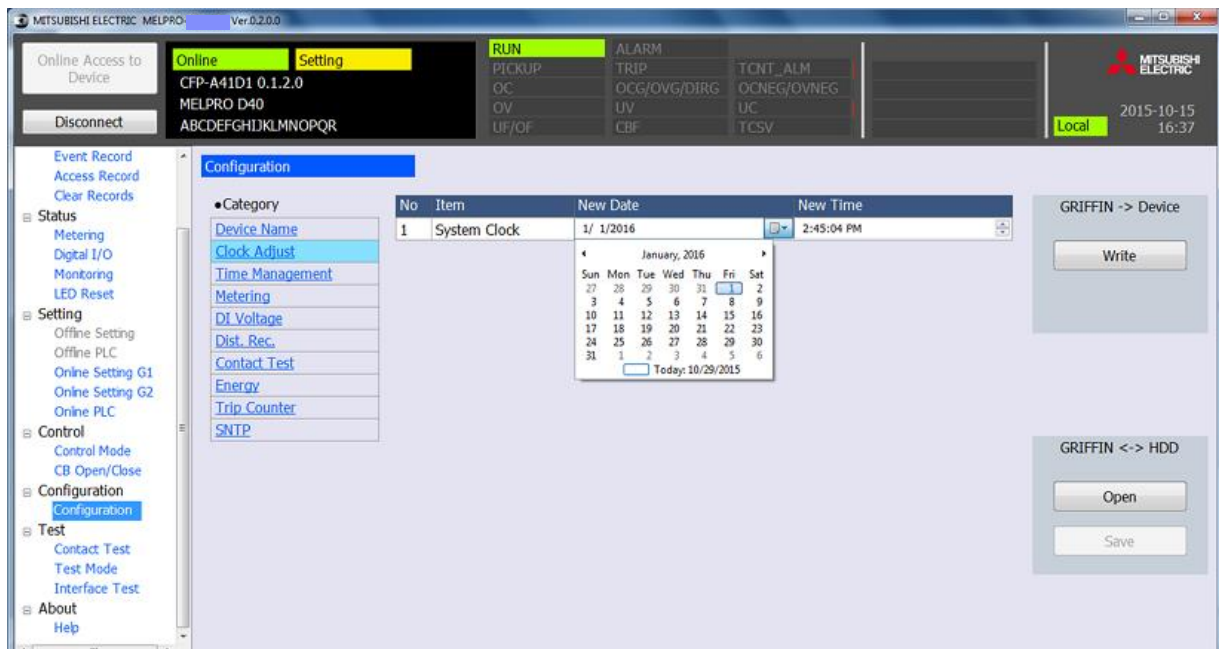 MITSUBISHI ELECTRIC MELPRO- Ver.0.2.0.0
Online Access to
Device
Disconnect
Online Setting
CFP-A41D1 0.1.2.0
MELPRO D40
ABCDEFGHIJKLMNOPQR
RUN ALARM
PICKUP TRIP TCNT_ALM
OC OCG/OVG/DIRG OCNEG/OVNEG
OV UV UC
UF/OF CBF TCSV
MITSUBISHI
ELECTRIC
2015-10-15
Local 16:37
Event Record
Access Record
Clear Records
Status
Metering
Digital I/O
Monitoring
LED Reset
Setting
Offline Setting
Offline PLC
Online Setting G1
Online Setting G2
Online PLC
Control
Control Mode
CB Open/Close
Configuration
Configuration
Test
Contact Test
Test Mode
Interface Test
About
Help
Configuration
●Category
Device Name
Clock Adjust
Time Management
Metering
DI Voltage
Dist. Rec.
Contact Test
Energy
Trip Counter
SNTP
No Item New Date New Time
1 System Clock 1/ 1/2016 2:45:04 PM
January, 2016
Sun Mon Tue Wed Thu Fri Sat
27 28 29 30 31 1 2
3 4 5 6 7 8 9
10 11 12 13 14 15 16
17 18 19 20 21 22 23
24 25 26 27 28 29 30
31 1 2 3 4 5 6
Today: 10/29/2015
GRIFFIN -> Device
Write
GRIFFIN <-> HDD
Open
Save